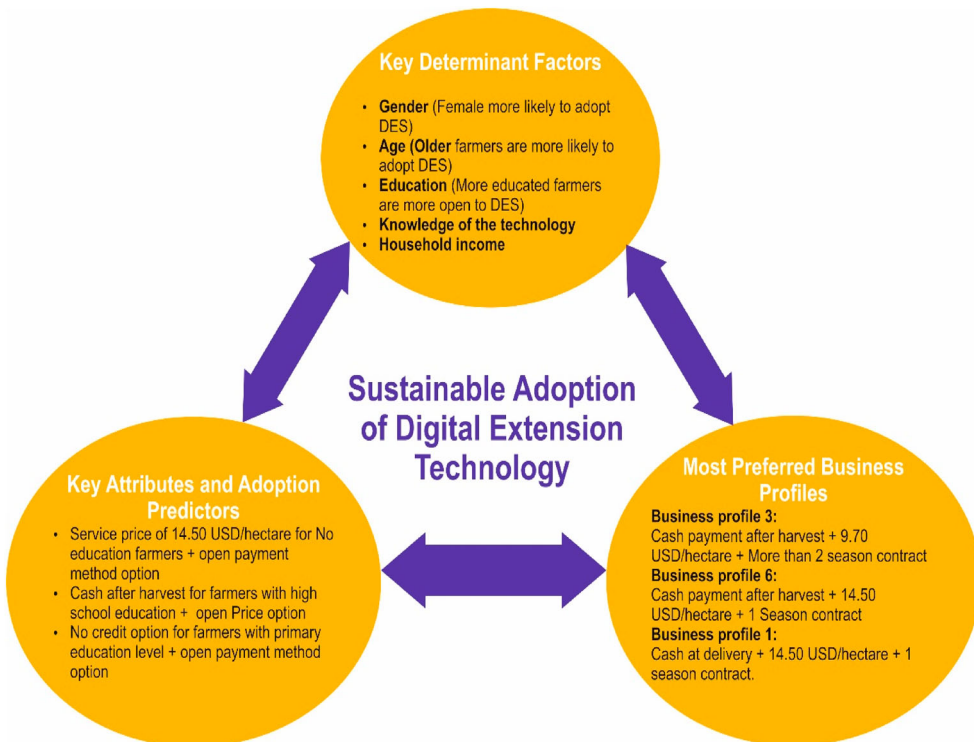 Key Determinant Factors
• Gender (Female more likely to adopt
DES)
• Age (Older farmers are more likely to
adopt DES)
• Education (More educated farmers
are more open to DES)
• Knowledge of the technology
• Household income
Sustainable Adoption
of Digital Extension
Technology
Key Attributes and Adoption
Predictors
• Service price of 14.50 USD/hectare for No
education farmers + open payment
method option
• Cash after harvest for farmers with high
school education + open Price option
• No credit option for farmers with primary
education level + open payment method
option
Most Preferred Business
Profiles
Business profile 3:
Cash payment after harvest + 9.70
USD/hectare + More than 2 season contract
Business profile 6:
Cash payment after harvest + 14.50
USD/hectare + 1 Season contract
Business profile 1:
Cash at delivery + 14.50 USD/hectare + 1
season contract.